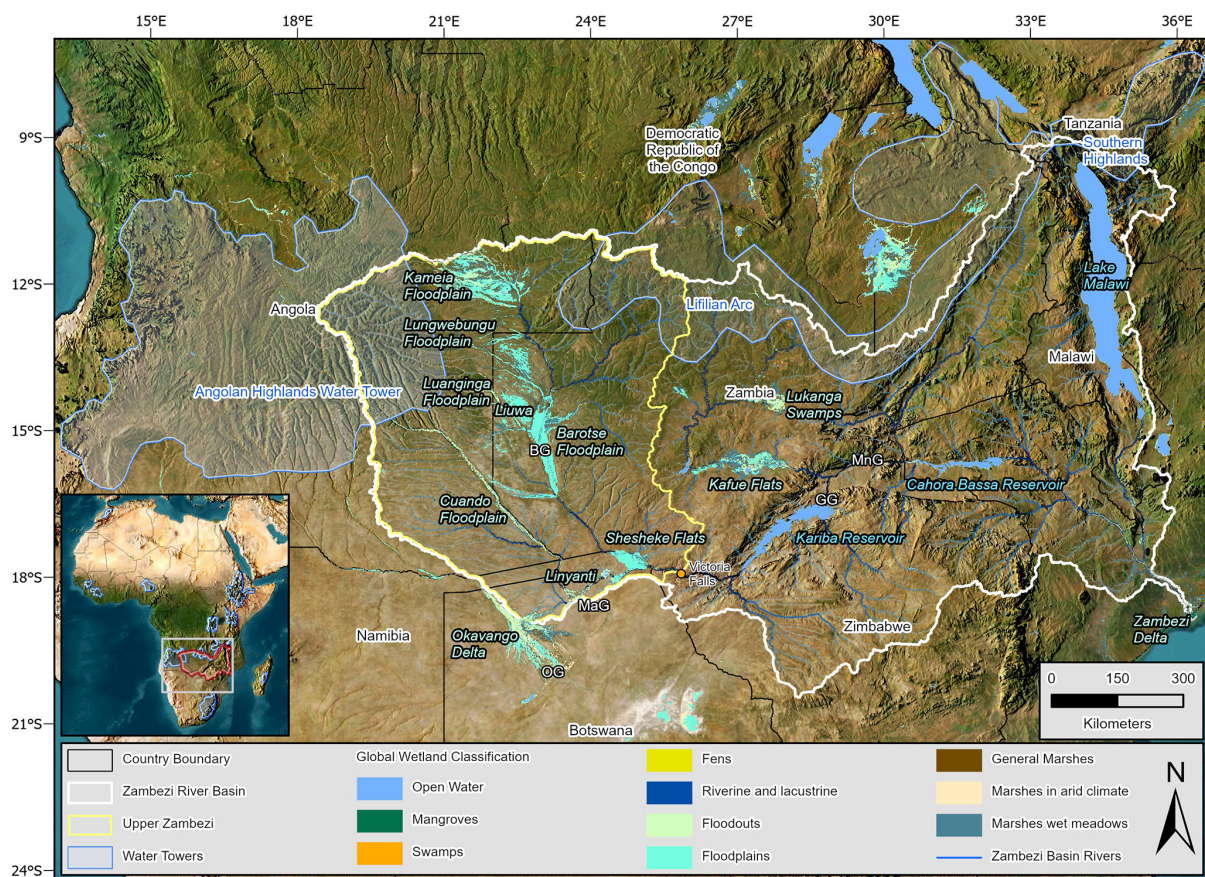 15°E
18°E
21°E
24°E
27°E
30°E
33°E
36°E
9°S
12°S
15°S
18°S
21°S
24°S
Tanzania
Southern
Highlands
Democratic
Republic of
the Congo
Kameia
Floodplain
Lake
Malawi
Angola
Lifilian Arc
Lungwebungu
Floodplain
Malawi
Angolan Highlands Water Tower
Luanginga
Floodplain
Zambia
Lukanga
Swamps
Liuwa
Barotse
Floodplain
BG
MnG
Kafue Flats
Cahora Bassa Reservoir
GG
Cuando
Floodplain
Shesheke Flats
Kariba Reservoir
Victoria
Falls
Linyanti
MaG
Namibia
Okavango
Delta
Zimbabwe
Zambezi
Delta
OG
Botswana
0 150 300
Kilometers
Country Boundary
Zambezi River Basin
Upper Zambezi
Water Towers
Global Wetland Classification
Open Water
Mangroves
Swamps
Fens
Riverine and lacustrine
Floodouts
Floodplains
General Marshes
Marshes in arid climate
Marshes wet meadows
Zambezi Basin Rivers
N